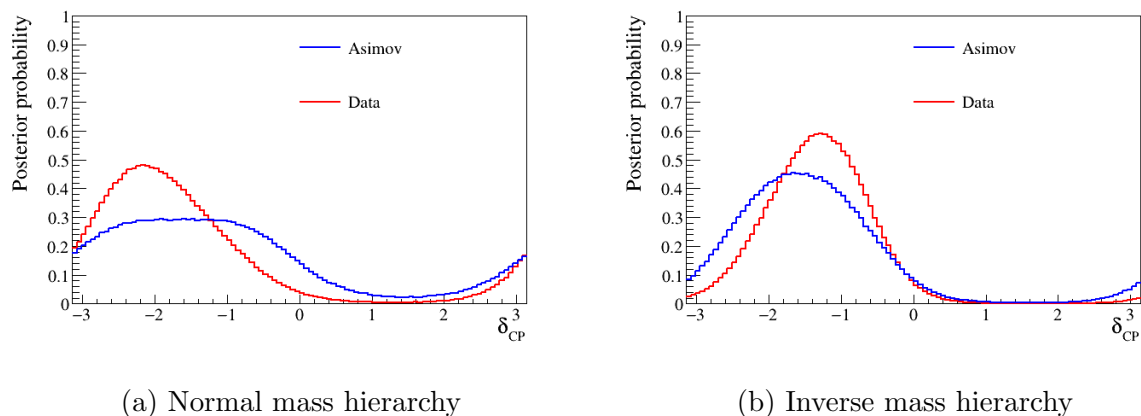 Posterior probability
1
0.9
0.8
0.7
0.6
0.5
0.4
0.3
0.2
0.1
0
−3 −2 −1 0 1 2 3
δCP
Asimov
Data
(a) Normal mass hierarchy
Posterior probability
1
0.9
0.8
0.7
0.6
0.5
0.4
0.3
0.2
0.1
0
−3 −2 −1 0 1 2 3
δCP
Asimov
Data
(b) Inverse mass hierarchy